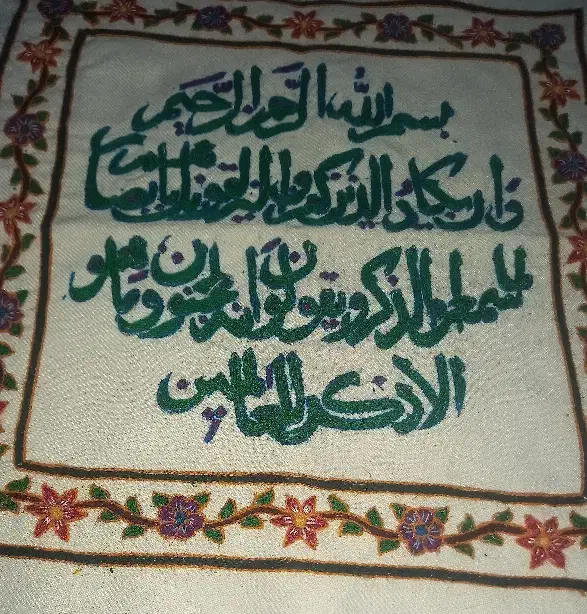 بسم الله الرحمن الرحيم
وان يكاد الذين كفروا ليزلقونك بابصارهم
لما سمعوا الذكر و يقولون انه لمجنون وما هو
الا ذكر للعالمين